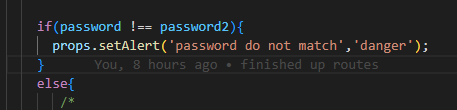 if(password !== password2){
props.setAlert('password do not match','danger');
} You, 8 hours ago • finished up routes
else{
/*